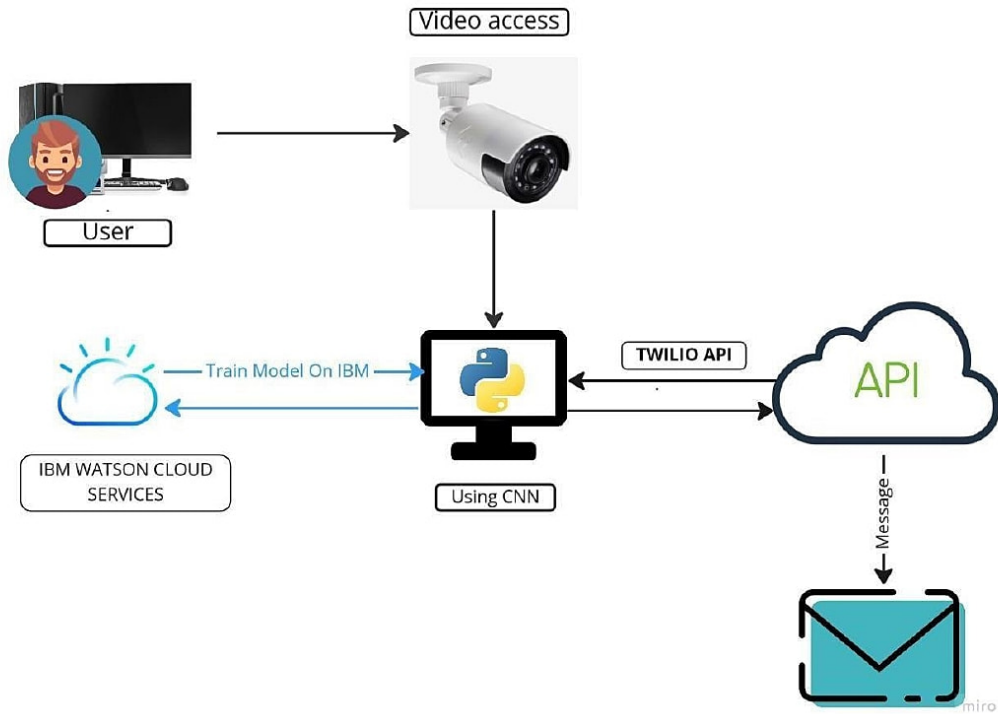 Video access
User
Train Model On IBM
TWILIO API
API
IBM WATSON CLOUD
SERVICES
Using CNN
Message
miro